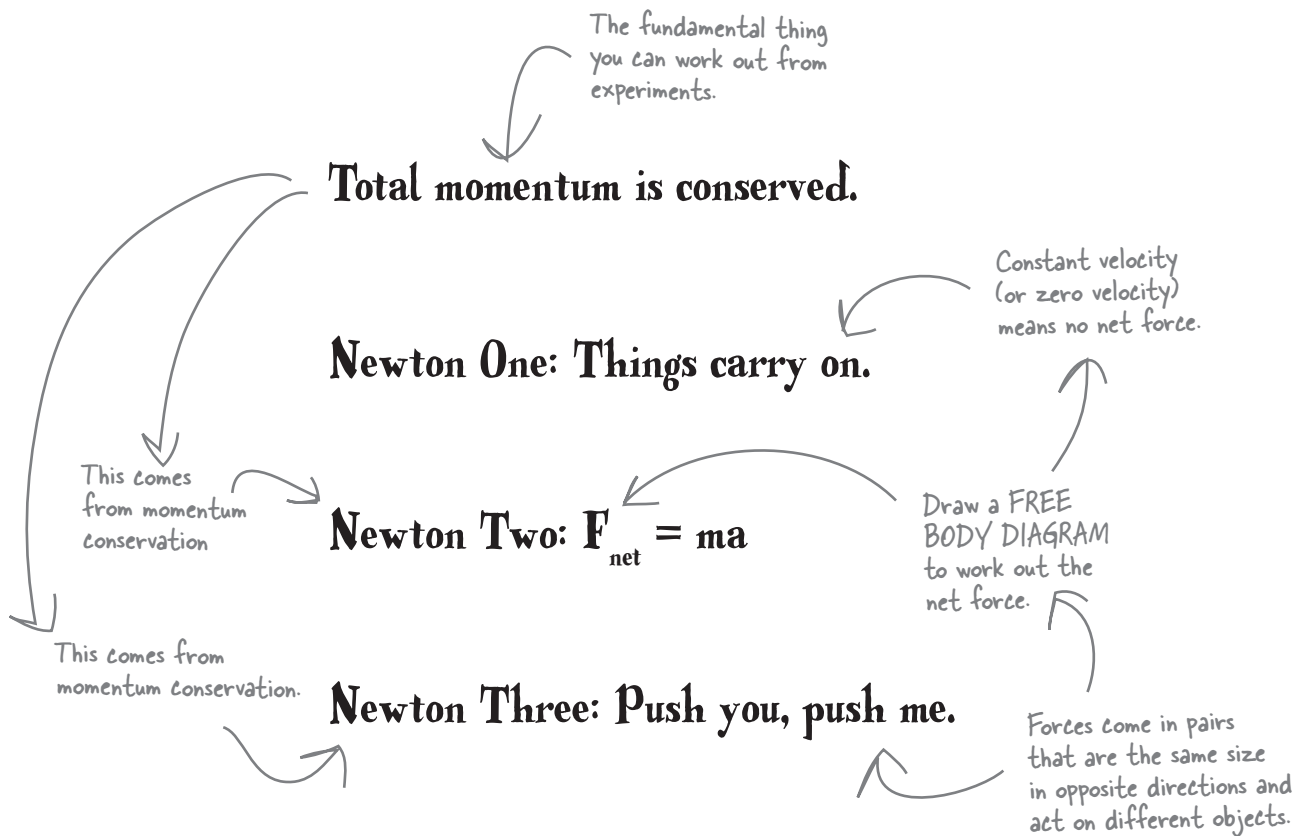 The fundamental thing
you can work out from
experiments.
Total momentum is conserved.
Constant velocity
(or zero velocity)
means no net force.
Newton One: Things carry on.
This comes
from momentum
conservation
Newton Two: Fnet = ma
Draw a FREE
BODY DIAGRAM
to work out the
net force.
This comes from
momentum conservation.
Newton Three: Push you, push me.
Forces come in pairs
that are the same size
in opposite directions and
act on different objects.